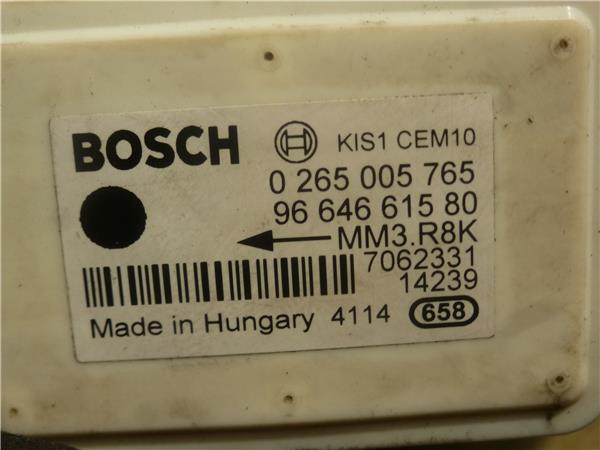 BOSCH KIS1 CEM10
0 265 005 765
96 646 615 80
MM3.R8K
7062331
14239
Made in Hungary 4114 658